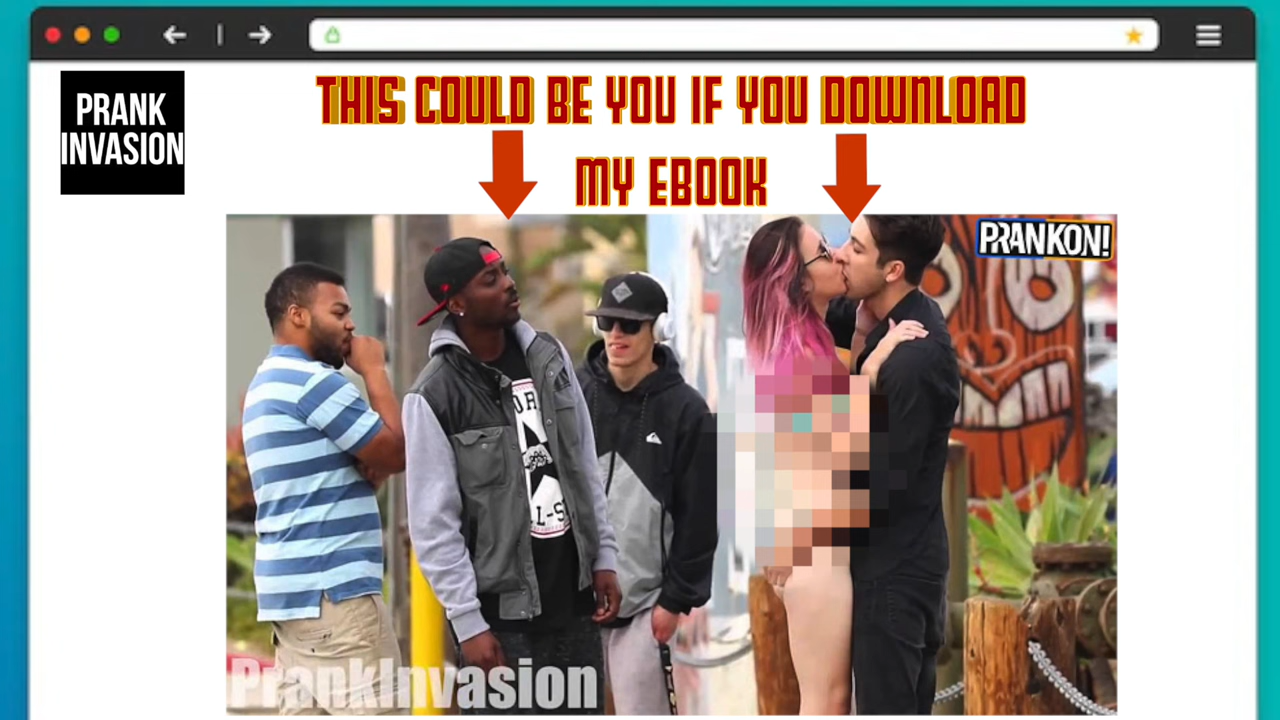 PRANK
INVASION
THIS COULD BE YOU IF YOU DOWNLOAD
MY EBOOK
PRANKON!
PrankInvasion